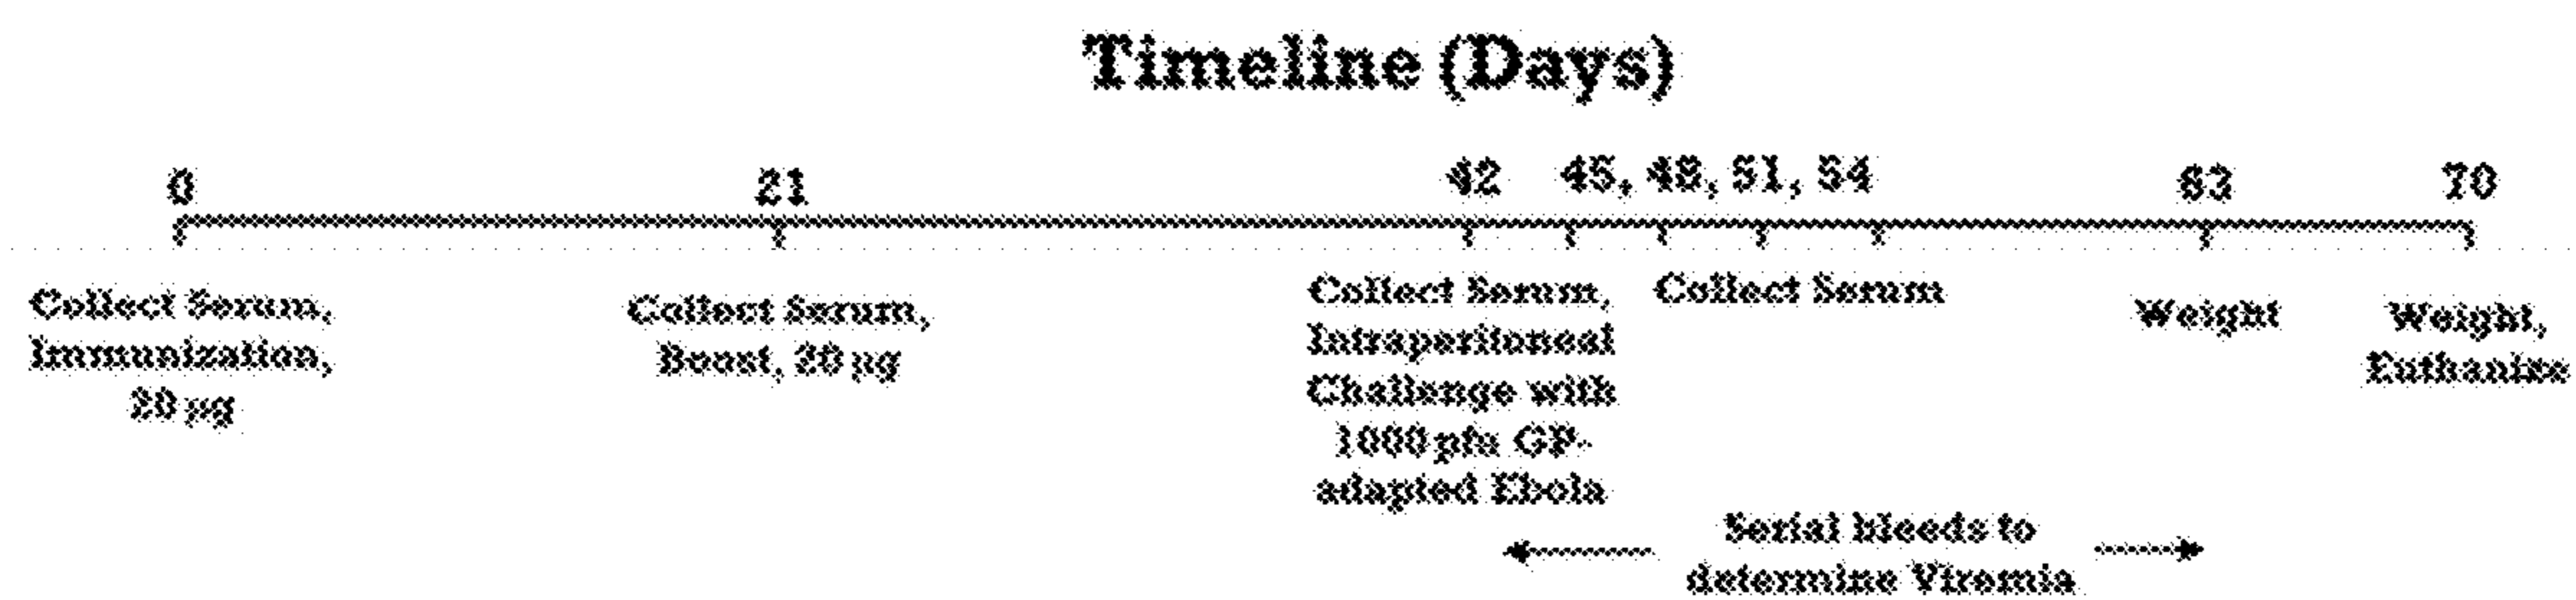 Timeline (Days)
0 21 42 45, 48, 51, 54 63 70
Collect Serum,
Immunization,
20 µg
Collect Serum,
Boost, 20 µg
Collect Serum,
Intraperitoneal
Challenge with
1000 pfu GP-
adapted Ebola
Collect Serum
Weight
Weight,
Euthanize
Serial bleeds to
determine Viremia